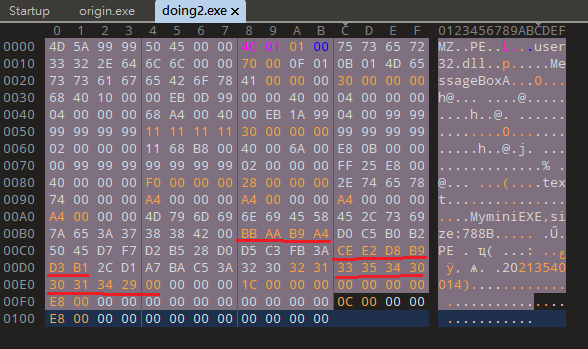 Startup origin.exe doing2.exe ×
0 1 2 3 4 5 6 7 8 9 A B C D E F 0123456789ABCDEF
0000 4D 5A 99 99 50 45 00 00 4C 01 01 00 75 73 65 72 MZ..PE..L...user
0010 33 32 2E 64 6C 6C 00 00 70 00 0F 01 0B 01 4D 65 32.dll..p.....Me
0020 73 73 61 67 65 42 6F 78 41 00 00 00 30 00 00 00 ssageBoxA...0...
0030 68 40 10 00 00 EB 0D 99 00 00 40 00 04 00 00 00 h@... ....@.....
0040 04 00 00 00 68 A4 00 40 00 EB 1A 99 04 00 99 99 ....h..@. ......
0050 99 99 99 99 11 11 11 11 30 00 00 00 99 99 99 99 ........0.......
0060 02 00 00 00 11 68 B8 00 40 00 6A 00 E8 0B 00 00 .....h..@.j.....
0070 00 99 99 99 99 99 99 99 02 00 00 00 FF 25 E8 00 .............%..
0080 40 00 00 00 F0 00 00 00 28 00 00 00 2E 74 65 78 @.......(....tex
0090 74 00 00 00 A4 00 00 00 A4 00 00 00 A4 00 00 00 t...............
00A0 A4 00 00 00 4D 79 6D 69 6E 69 45 58 45 2C 73 69 ....MyminiEXE,si
00B0 7A 65 3A 37 38 38 42 00 BB AA B9 A4 D0 C5 B0 B2 ze:788B.
00C0 50 45 D7 F7 D2 B5 28 D0 D5 C3 FB 3A CE E2 D8 B9 PE
00D0 D3 B1 2C D1 A7 BA C5 3A 32 30 32 31 33 35 34 30 20213540
00E0 30 31 34 29 00 00 00 00 1C 00 00 00 00 00 00 00 014)............
00F0 E8 00 00 00 00 00 00 00 00 00 00 00 0C 00 00 00 ................
0100 E8 00 00 00 00 00 00 00 00 00 00 00